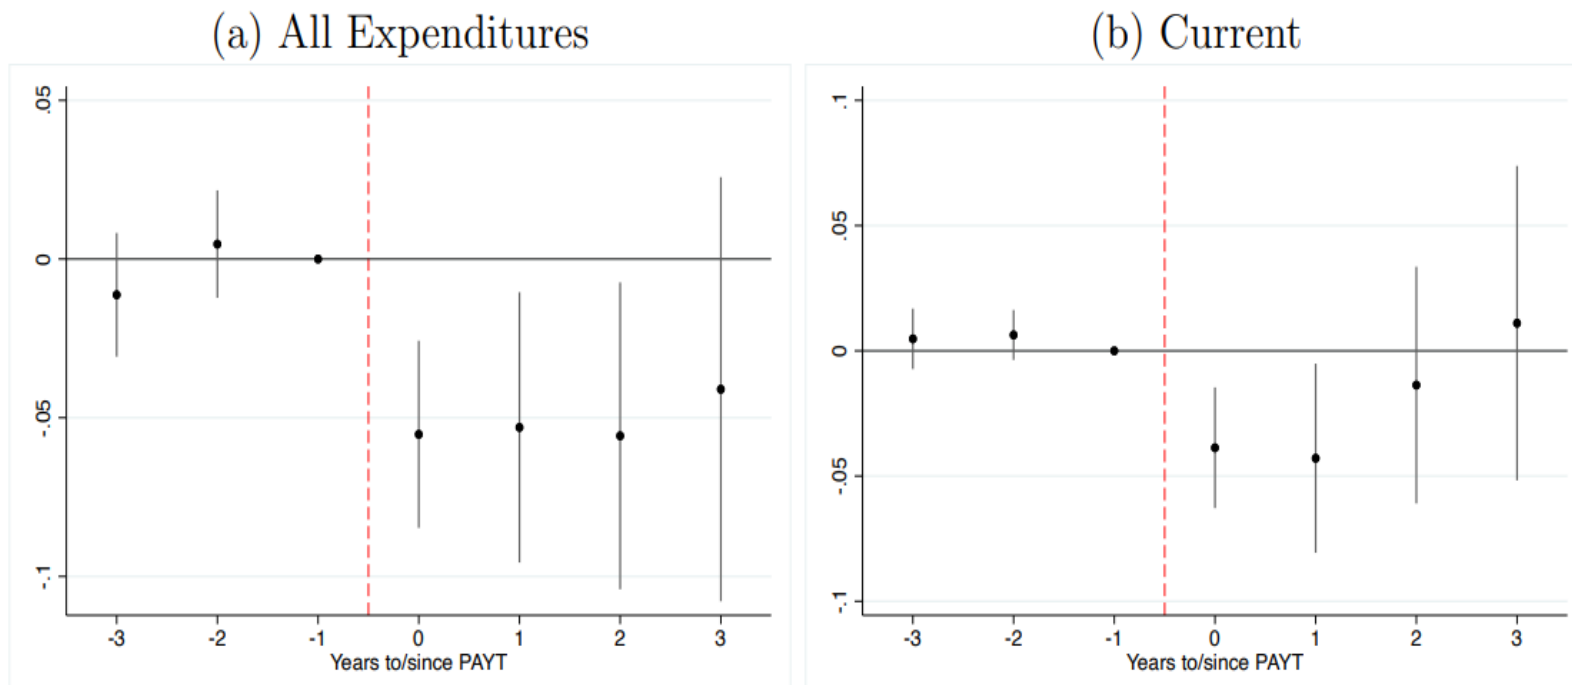 (a) All Expenditures
.05
0
-.05
-.1
-3 -2 -1 0 1 2 3
Years to/since PAYT
(b) Current
.1
.05
0
-.05
-.1
-3 -2 -1 0 1 2 3
Years to/since PAYT